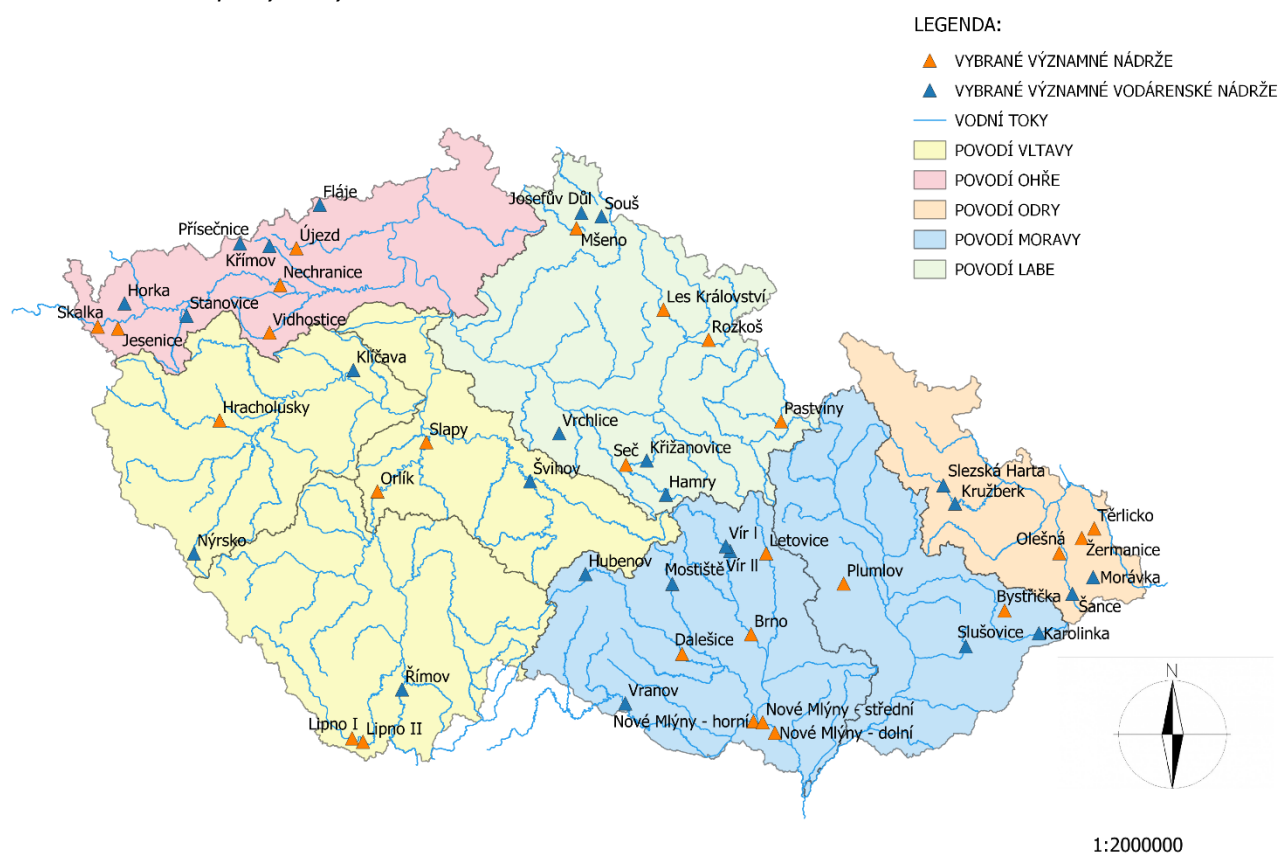 LEGENDA:
VYBRANÉ VÝZNAMNÉ NÁDRŽE
VYBRANÉ VÝZNAMNÉ VODÁRENSKÉ NÁDRŽE
VODNÍ TOKY
POVODÍ VLTAVY
POVODÍ OHŘE
POVODÍ ODRY
POVODÍ MORAVY
POVODÍ LABE
Fláje
Josefův Důl
Souš
Přísečnice
Újezd
Mšeno
Křímov
Nechranice
Horka
Stanovice
Les Království
Skalka
Vidhostice
Rozkoš
Jesenice
Klíčava
Hracholusky
Pastviny
Slapy
Vrchlice
Seč
Křižanovice
Orlík
Švihov
Hamry
Slezská Harta
Kružberk
Těrlicko
Nýrsko
Vír I
Letovice
Olešná
Žermanice
Hubenov
Mostiště
Vír II
Plumlov
Morávka
Bystřička
Šance
Brno
Slušovice
Karolinka
Dalešice
Římov
Vranov
Nové Mlýny - střední
Nové Mlýny - horní
Nové Mlýny - dolní
Lipno I
Lipno II
N
1:2000000